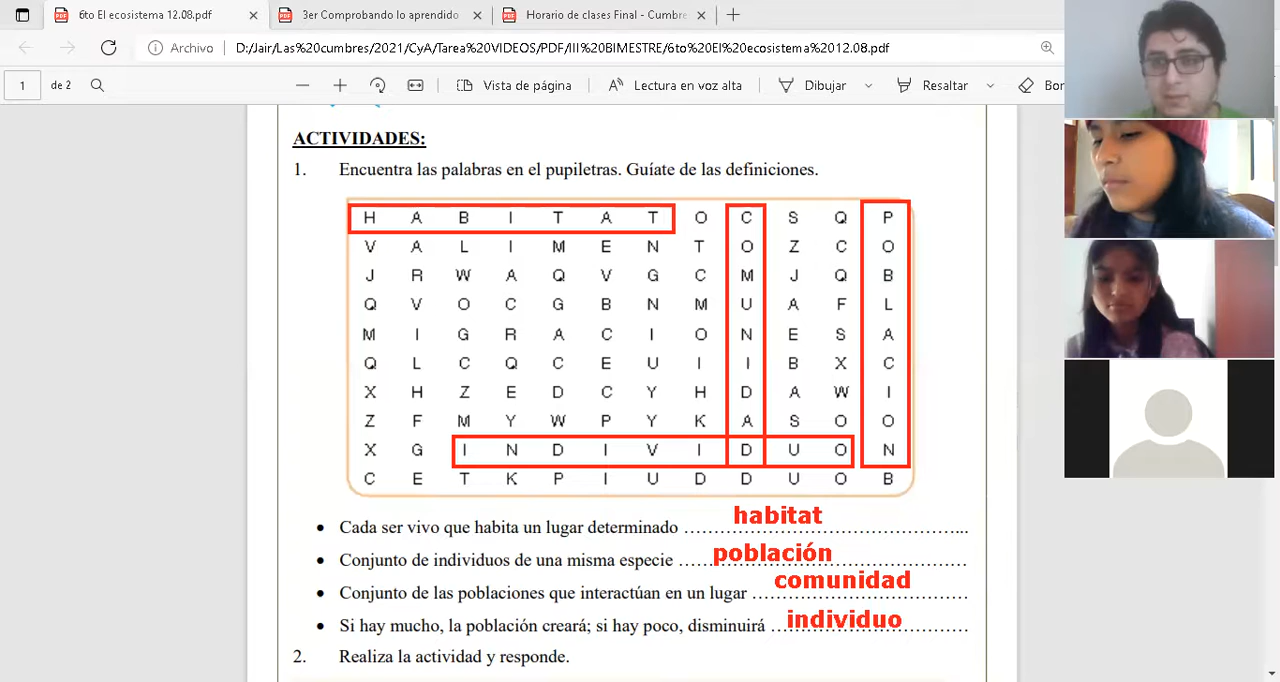 6to El ecosistema 12.08.pdf
3er Comprobando lo aprendido
Horario de clases Final - Cumbre
Archivo D:/Jair/Las%20cumbres/2021/CyA/Tarea%20VIDEOS/PDF/III%20BIMESTRE/6to%20El%20ecosistema%2012.08.pdf
1 de 2 Vista de página Lectura en voz alta Dibujar Resaltar Bor
ACTIVIDADES:
1. Encuentra las palabras en el pupiletras. Guíate de las definiciones.
H A B I T A T O C S Q P
V A L I M E N T O Z C O
J R W A Q V G C M J Q B
Q V O C G B N M U A F L
M I G R A C I O N E S A
Q L C Q C E U I I B X C
X H Z E D C Y H D A W I
Z F M Y W P Y K A S O O
X G I N D I V I D U O N
C E T K P I U D D U O B
• Cada ser vivo que habita un lugar determinado habitat
• Conjunto de individuos de una misma especie población
• Conjunto de las poblaciones que interactúan en un lugar comunidad
• Si hay mucho, la población creará; si hay poco, disminuirá individuo
2. Realiza la actividad y responde.